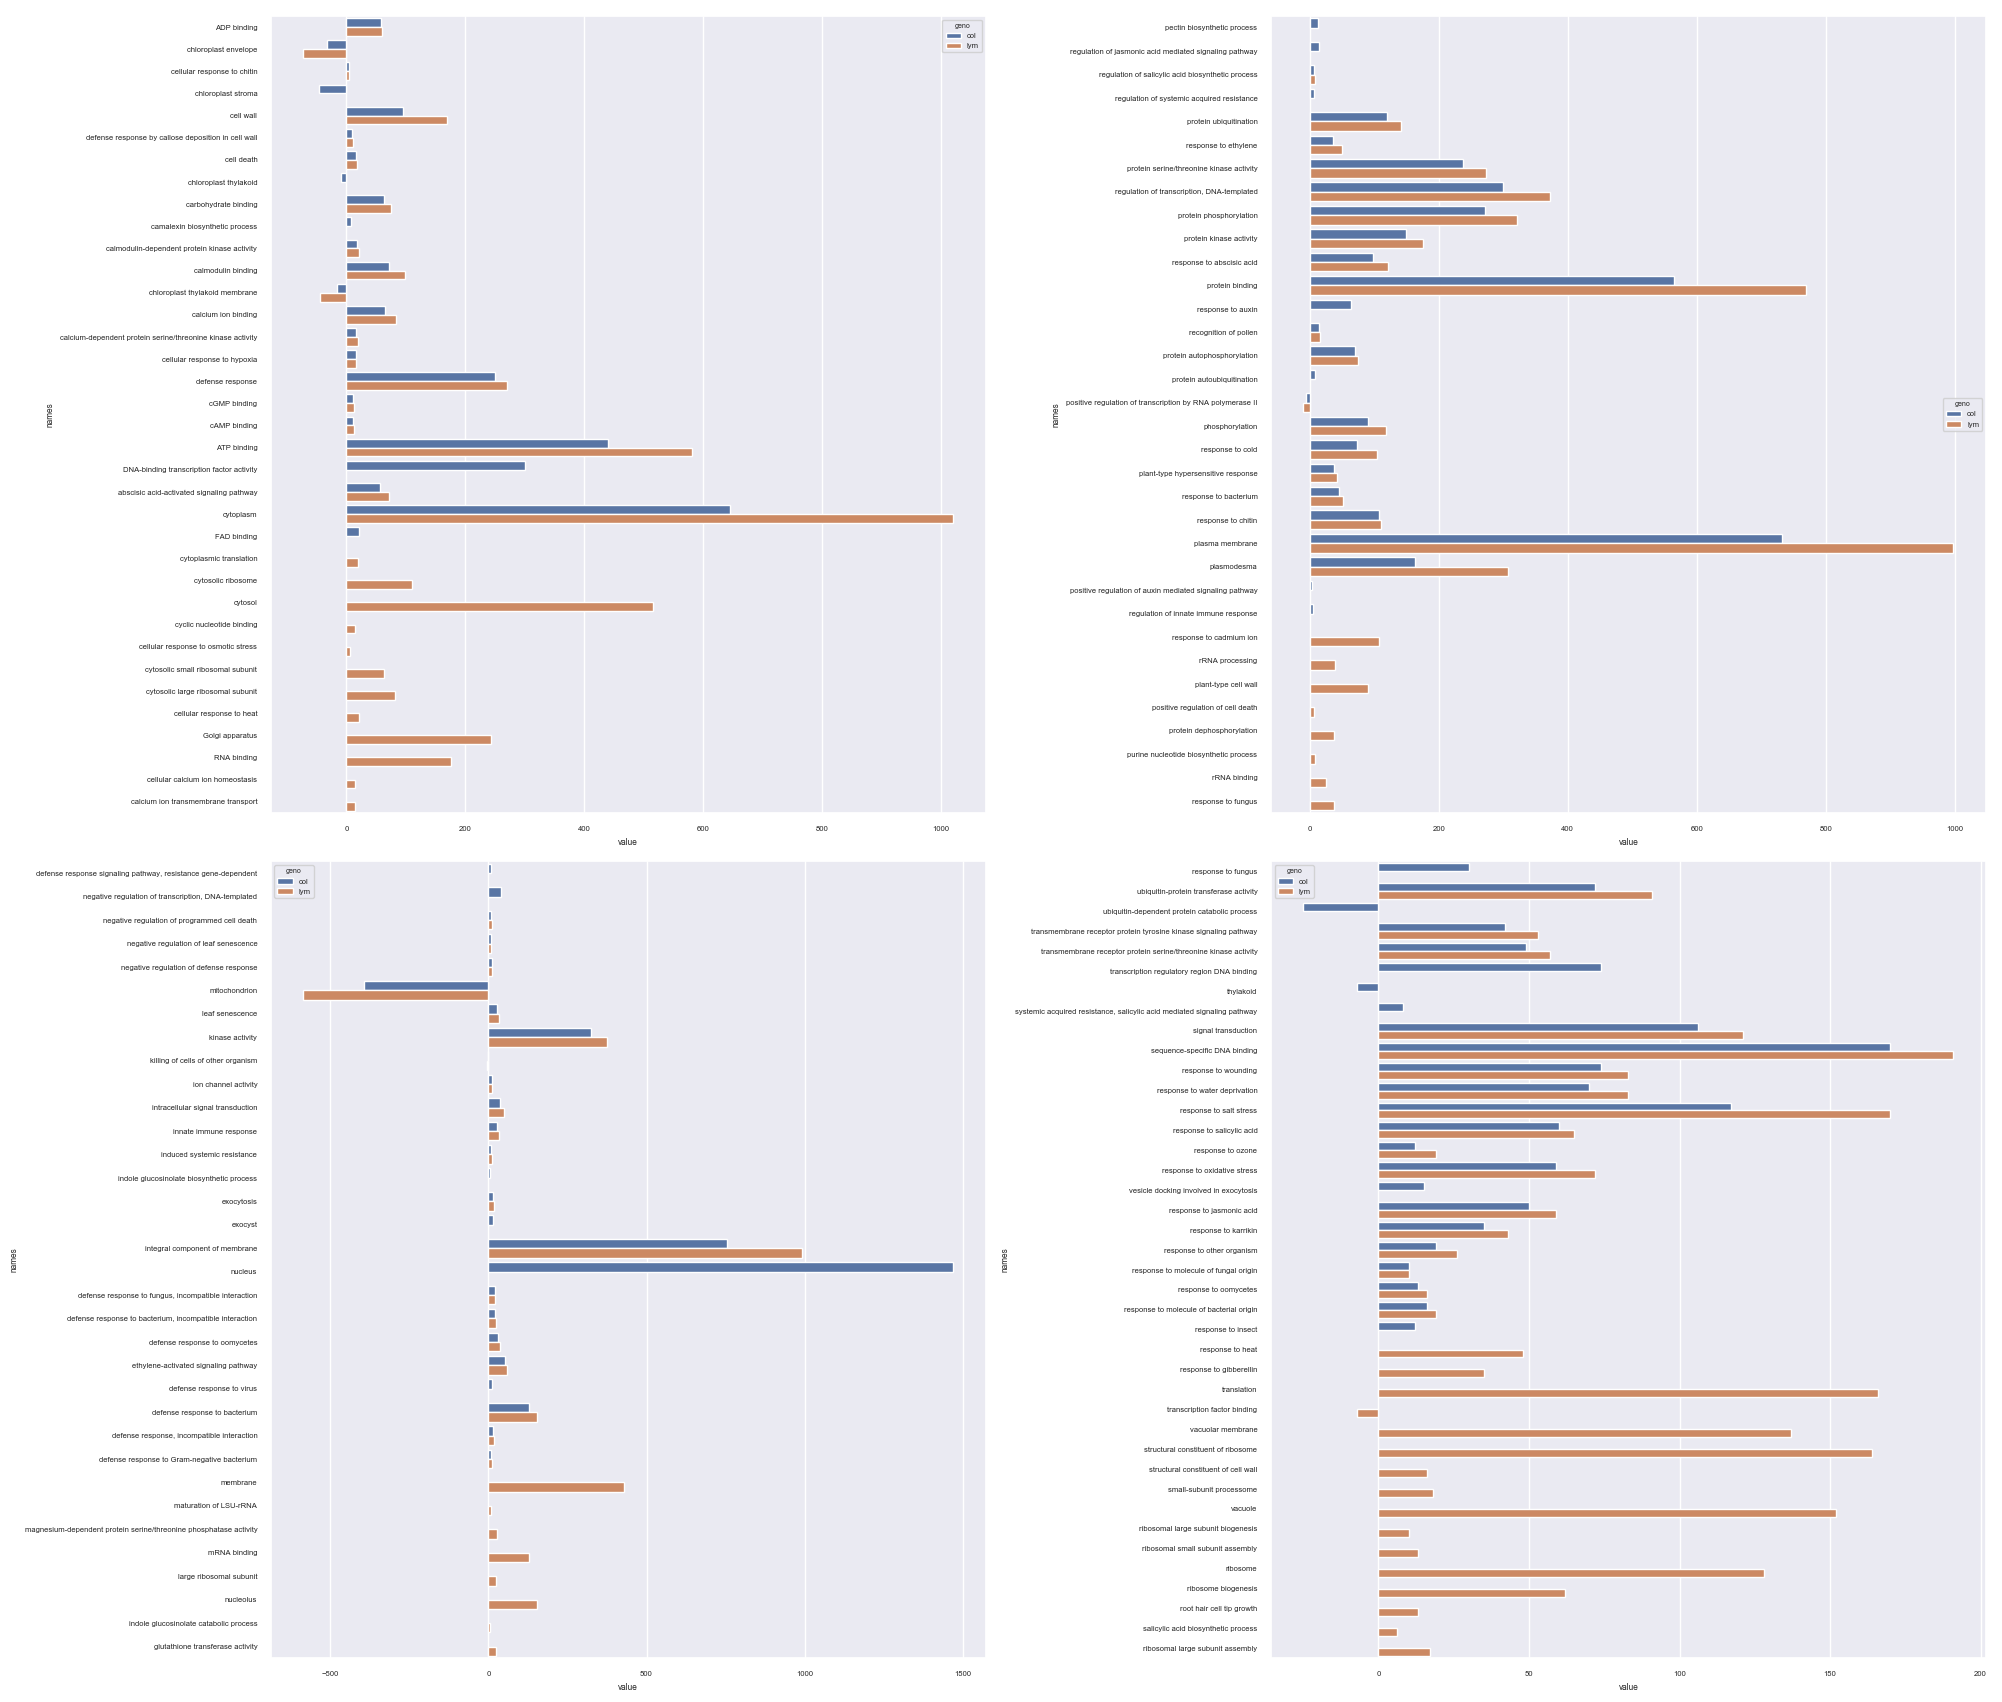 ADP binding
chloroplast envelope
cellular response to chitin
chloroplast stroma
cell wall
defense response by callose deposition in cell wall
cell death
chloroplast thylakoid
carbohydrate binding
camalexin biosynthetic process
calmodulin-dependent protein kinase activity
calmodulin binding
chloroplast thylakoid membrane
calcium ion binding
calcium-dependent protein serine/threonine kinase activity
cellular response to hypoxia
defense response
cGMP binding
cAMP binding
ATP binding
DNA-binding transcription factor activity
abscisic acid-activated signaling pathway
cytoplasm
FAD binding
cytoplasmic translation
cytosolic ribosome
cytosol
cyclic nucleotide binding
cellular response to osmotic stress
cytosolic small ribosomal subunit
cytosolic large ribosomal subunit
cellular response to heat
Golgi apparatus
RNA binding
cellular calcium ion homeostasis
calcium ion transmembrane transport
names
0 200 400 600 800 1000
value
geno
col
lym
pectin biosynthetic process
regulation of jasmonic acid mediated signaling pathway
regulation of salicylic acid biosynthetic process
regulation of systemic acquired resistance
protein ubiquitination
response to ethylene
protein serine/threonine kinase activity
regulation of transcription, DNA-templated
protein phosphorylation
protein kinase activity
response to abscisic acid
protein binding
response to auxin
recognition of pollen
protein autophosphorylation
protein autoubiquitination
positive regulation of transcription by RNA polymerase II
phosphorylation
response to cold
plant-type hypersensitive response
response to bacterium
response to chitin
plasma membrane
plasmodesma
positive regulation of auxin mediated signaling pathway
regulation of innate immune response
response to cadmium ion
rRNA processing
plant-type cell wall
positive regulation of cell death
protein dephosphorylation
purine nucleotide biosynthetic process
rRNA binding
response to fungus
names
0 200 400 600 800 1000
value
geno
col
lym
defense response signaling pathway, resistance gene-dependent
negative regulation of transcription, DNA-templated
negative regulation of programmed cell death
negative regulation of leaf senescence
negative regulation of defense response
mitochondrion
leaf senescence
kinase activity
killing of cells of other organism
ion channel activity
intracellular signal transduction
innate immune response
induced systemic resistance
indole glucosinolate biosynthetic process
exocytosis
exocyst
integral component of membrane
nucleus
defense response to fungus, incompatible interaction
defense response to bacterium, incompatible interaction
defense response to oomycetes
ethylene-activated signaling pathway
defense response to virus
defense response to bacterium
defense response, incompatible interaction
defense response to Gram-negative bacterium
membrane
maturation of LSU-rRNA
magnesium-dependent protein serine/threonine phosphatase activity
mRNA binding
large ribosomal subunit
nucleolus
indole glucosinolate catabolic process
glutathione transferase activity
names
−500 0 500 1000 1500
value
geno
col
lym
response to fungus
ubiquitin-protein transferase activity
ubiquitin-dependent protein catabolic process
transmembrane receptor protein tyrosine kinase signaling pathway
transmembrane receptor protein serine/threonine kinase activity
transcription regulatory region DNA binding
thylakoid
systemic acquired resistance, salicylic acid mediated signaling pathway
signal transduction
sequence-specific DNA binding
response to wounding
response to water deprivation
response to salt stress
response to salicylic acid
response to ozone
response to oxidative stress
vesicle docking involved in exocytosis
response to jasmonic acid
response to karrikin
response to other organism
response to molecule of fungal origin
response to oomycetes
response to molecule of bacterial origin
response to insect
response to heat
response to gibberellin
translation
transcription factor binding
vacuolar membrane
structural constituent of ribosome
structural constituent of cell wall
small-subunit processome
vacuole
ribosomal large subunit biogenesis
ribosomal small subunit assembly
ribosome
ribosome biogenesis
root hair cell tip growth
salicylic acid biosynthetic process
ribosomal large subunit assembly
names
0 50 100 150 200
value
geno
col
lym